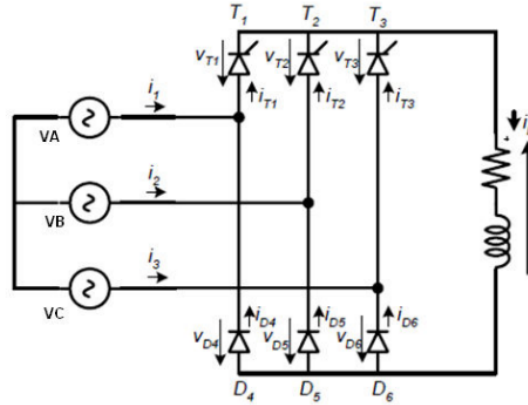 T1 T2 T3
vT1 vT2 vT3
iT1 iT2 iT3
i1
VA
i2
VB
i3
VC
iD4 iD5 iD6
vD4 vD5 vD6
D4 D5 D6
+